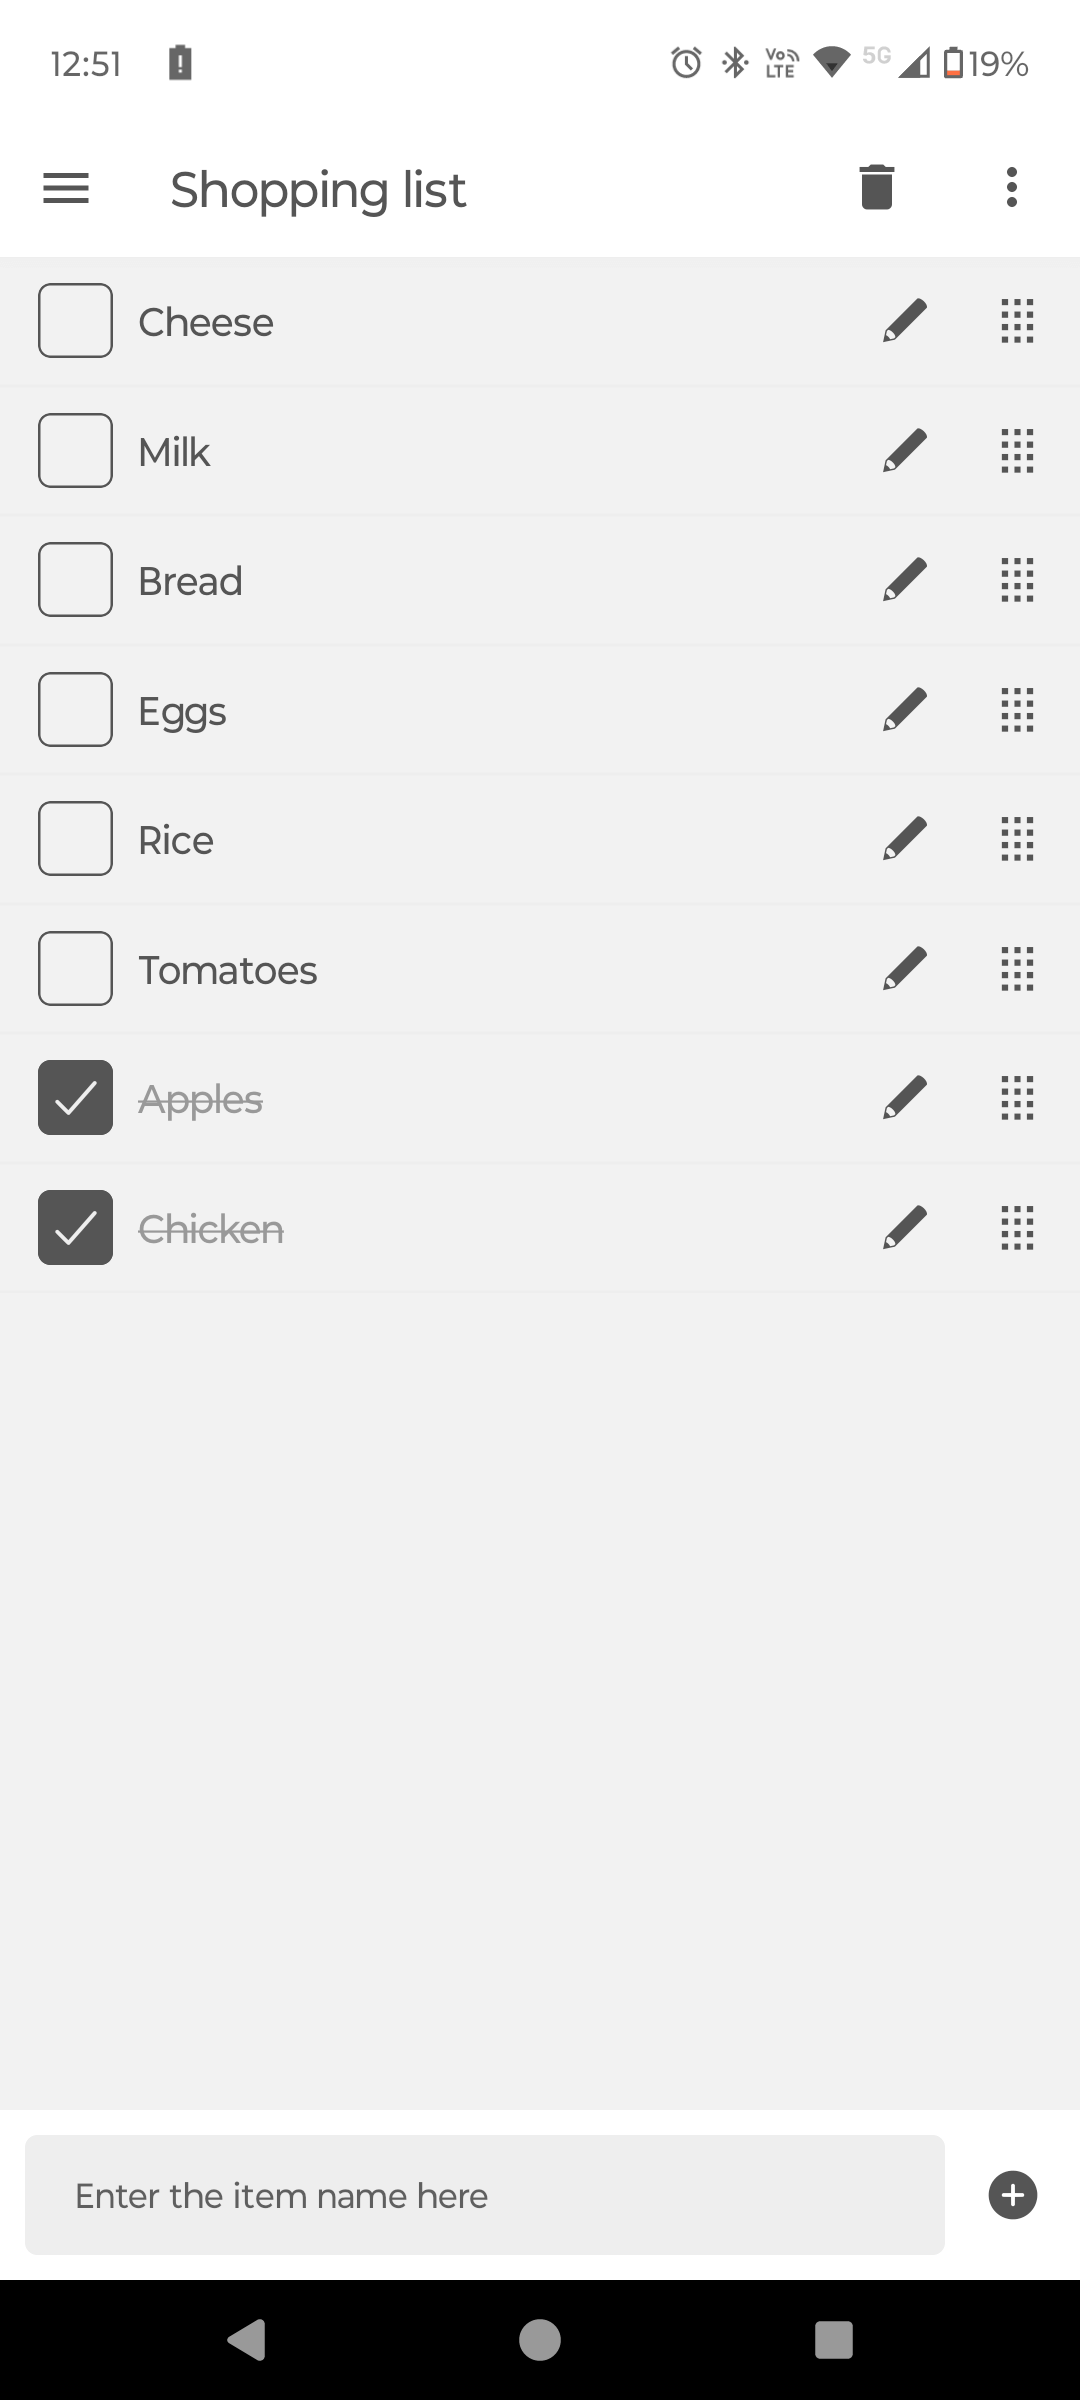 12:51 Vo LTE 5G 19%
Shopping list
Cheese
Milk
Bread
Eggs
Rice
Tomatoes
Apples
Chicken
Enter the item name here